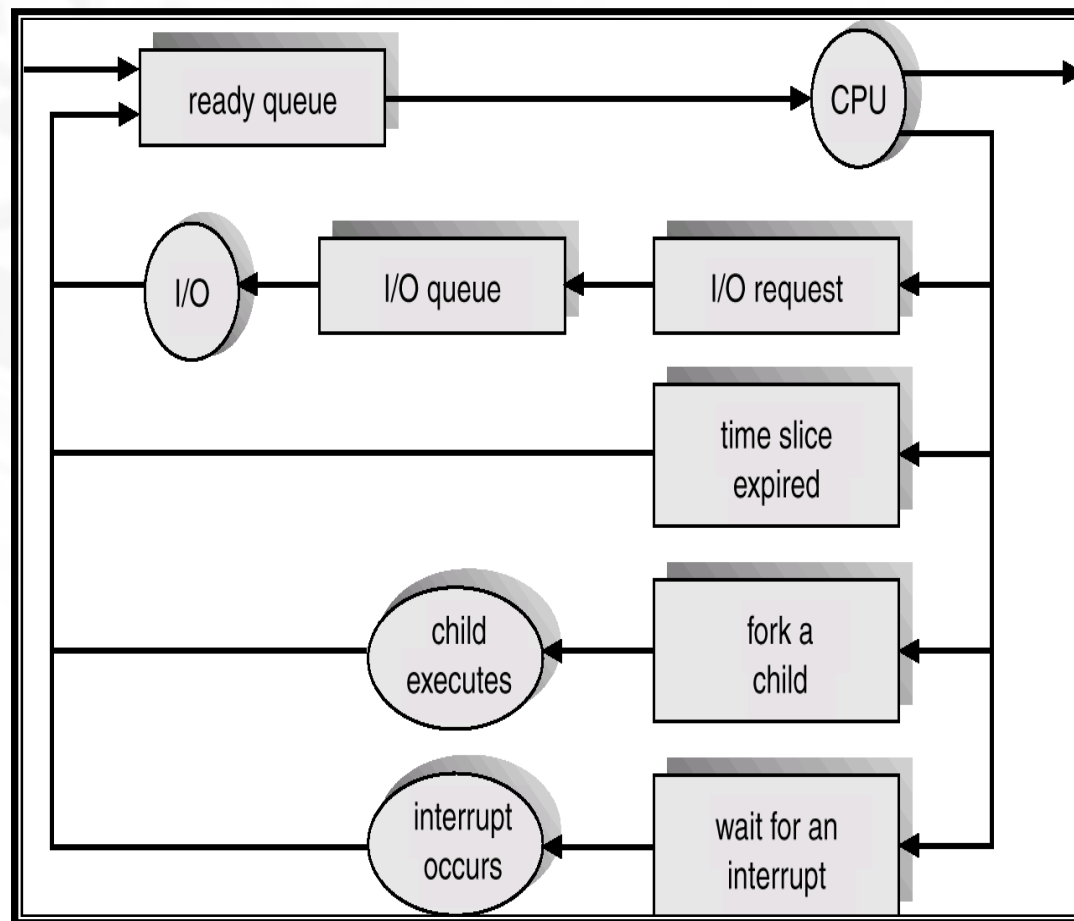 ready queue
CPU
I/O
I/O queue
I/O request
time slice
expired
child
executes
fork a
child
interrupt
occurs
wait for an
interrupt